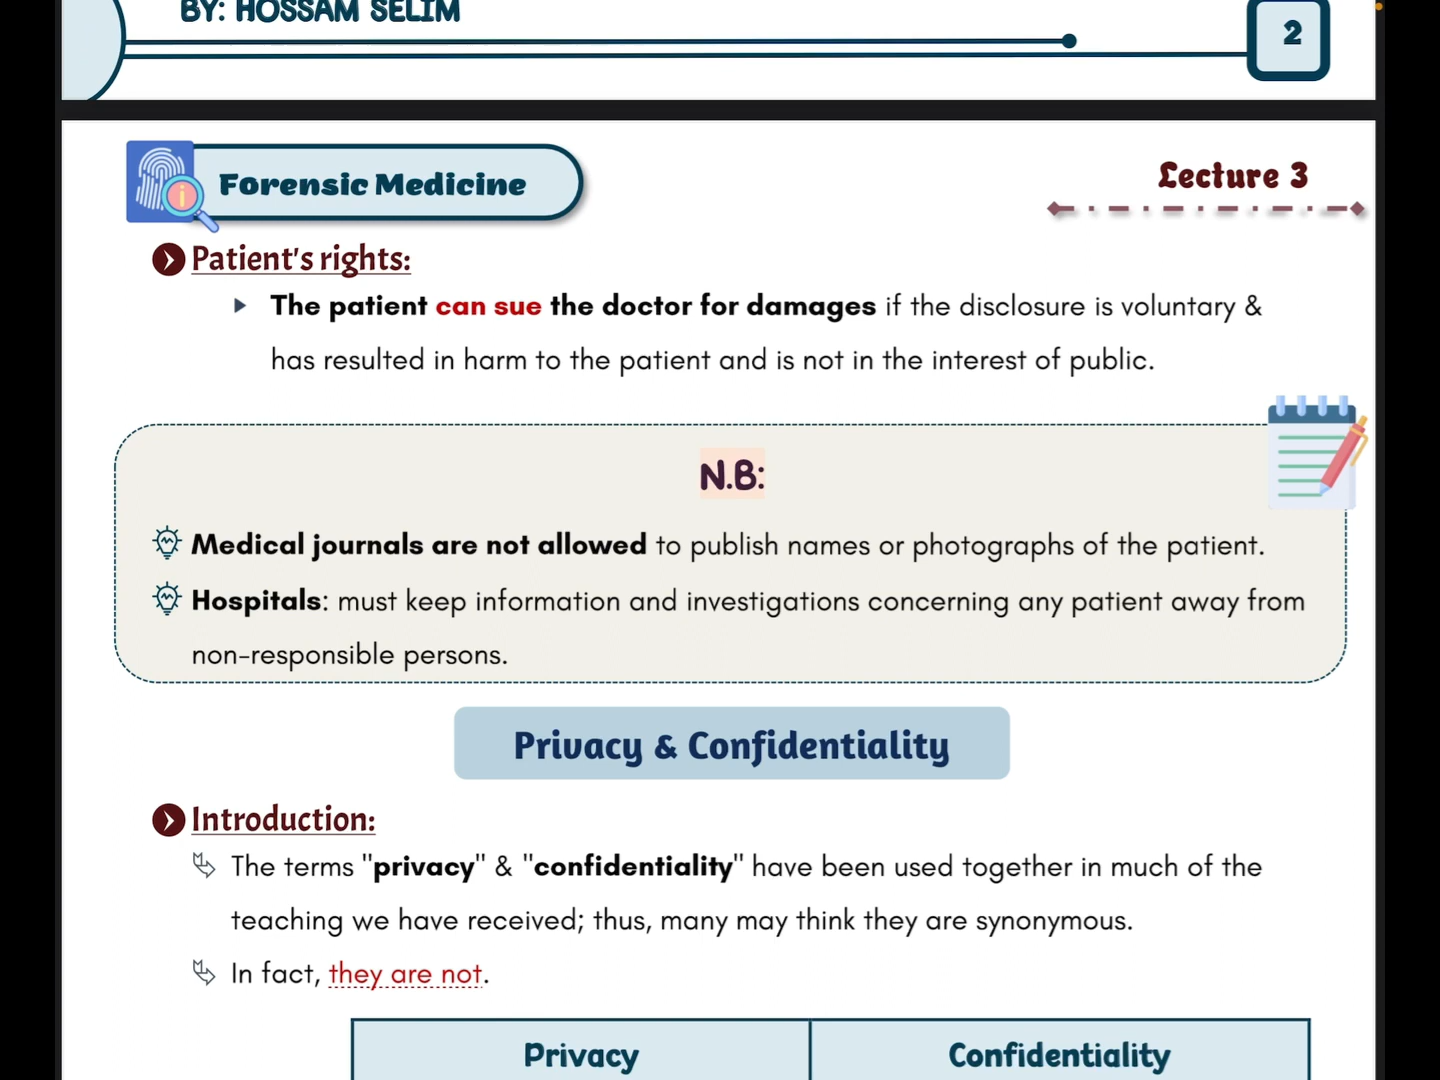 BY: HOSSAM SELIM
2
Forensic Medicine
Lecture 3
Patient's rights:
The patient can sue the doctor for damages if the disclosure is voluntary &
has resulted in harm to the patient and is not in the interest of public.
N.B:
Medical journals are not allowed to publish names or photographs of the patient.
Hospitals: must keep information and investigations concerning any patient away from
non-responsible persons.
Privacy & Confidentiality
Introduction:
The terms "privacy" & "confidentiality" have been used together in much of the
teaching we have received; thus, many may think they are synonymous.
In fact, they are not.
Privacy
Confidentiality